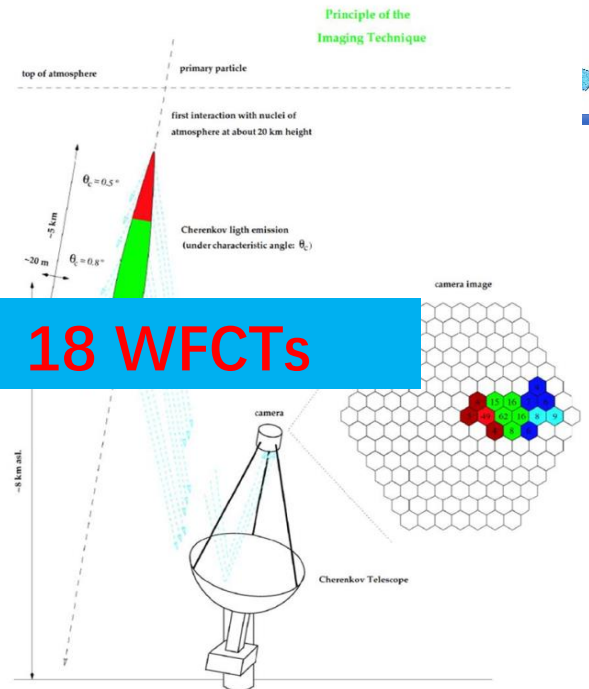 Principle of the
Imaging Technique
top of atmosphere
primary particle
first interaction with nuclei of
atmosphere at about 20 km height
θc = 0.5°
~5 km
Cherenkov ligth emission
(under characteristic angle: θc)
~20 m
θc = 0.8°
camera image
18 WFCTs
15 16
49 62 16 8 9
8
camera
~8 km asl.
Cherenkov Telescope